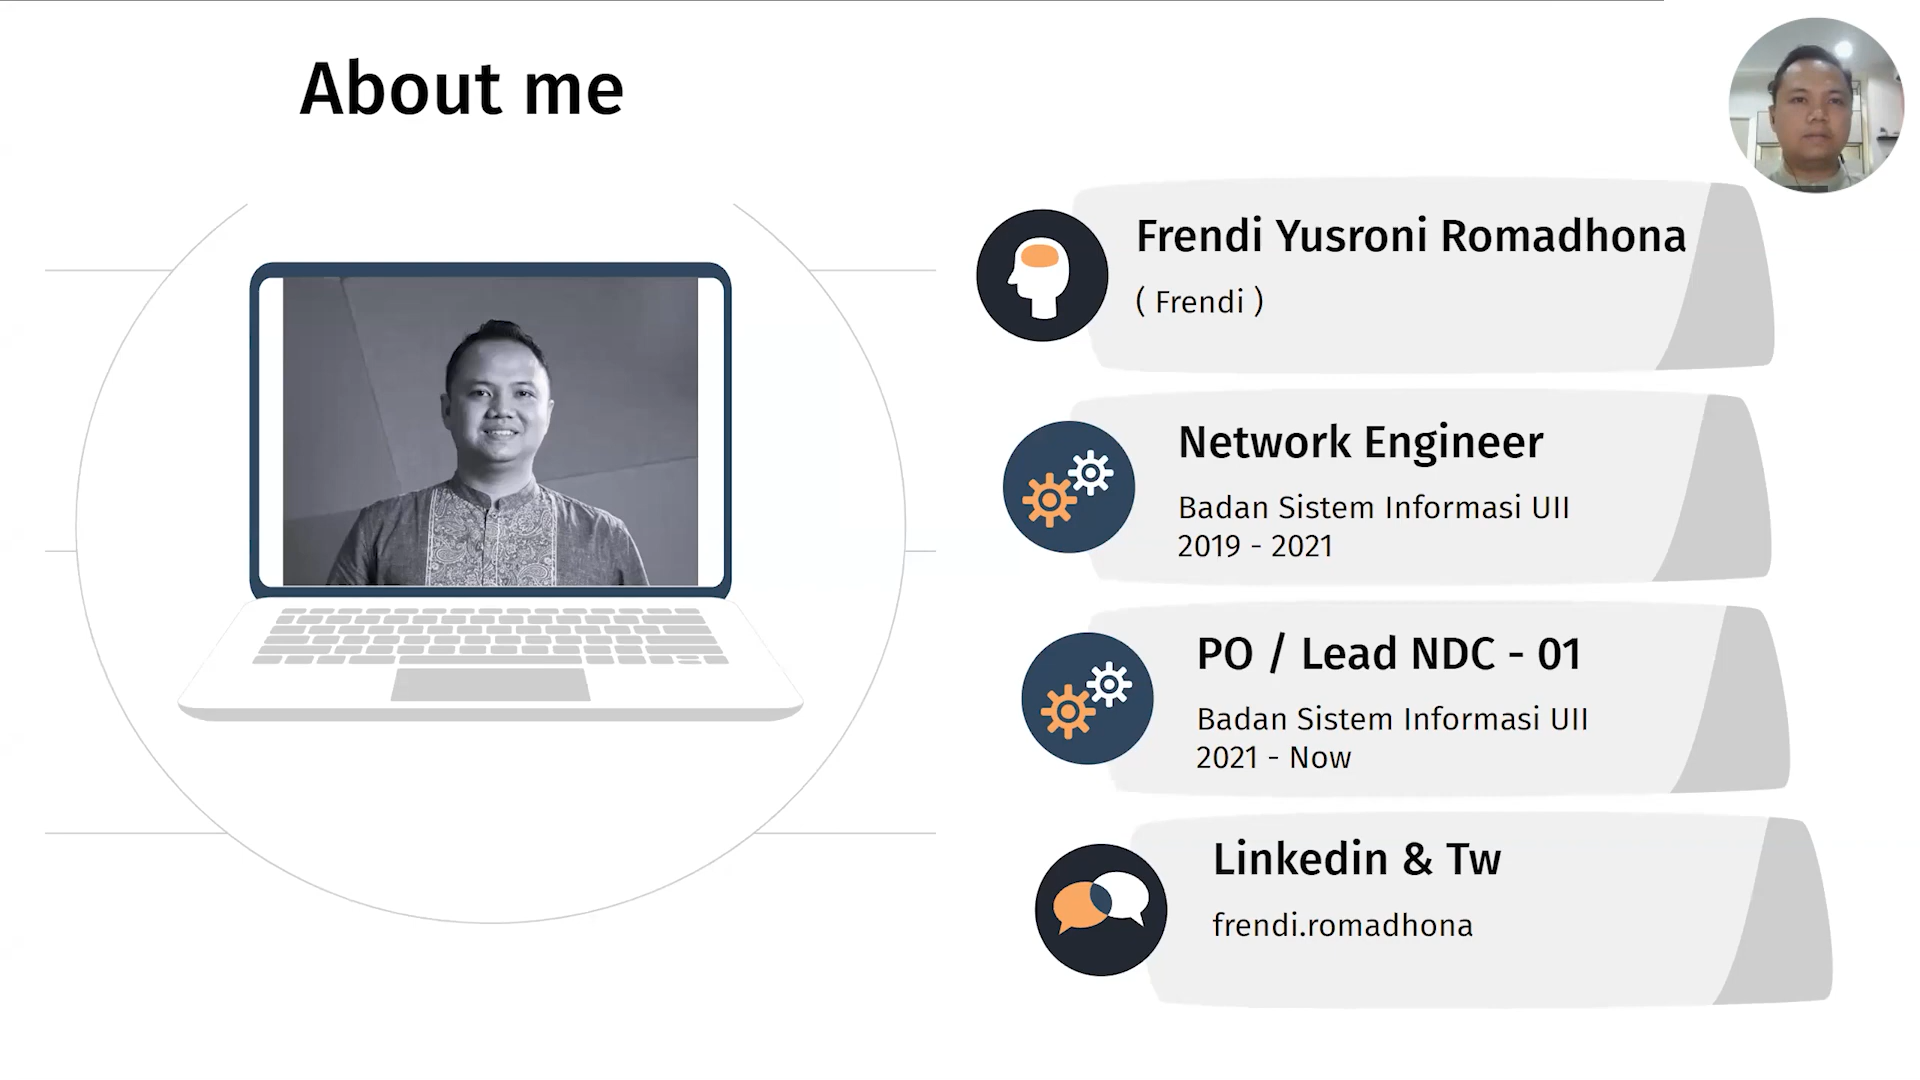 About me
Frendi Yusroni Romadhona
( Frendi )
Network Engineer
Badan Sistem Informasi UII
2019 - 2021
PO / Lead NDC - 01
Badan Sistem Informasi UII
2021 - Now
Linkedin & Tw
frendi.romadhona